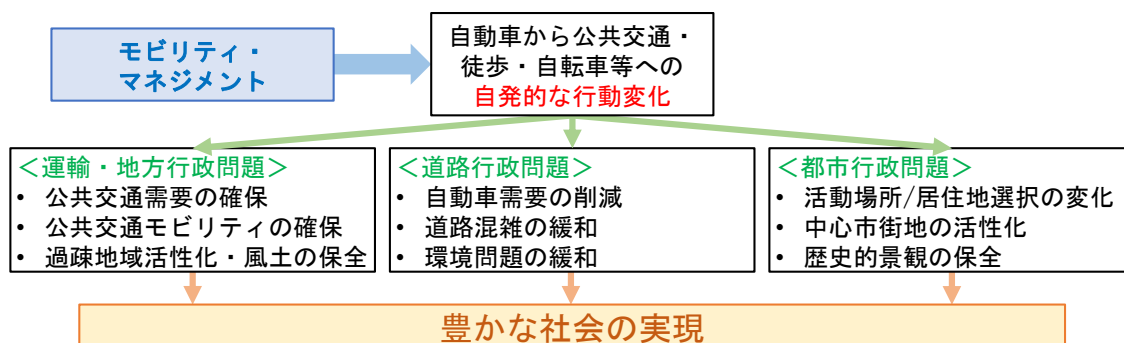 モビリティ・
マネジメント
自動車から公共交通・
徒歩・自転車等への
自発的な行動変化
＜運輸・地方行政問題＞
• 公共交通需要の確保
• 公共交通モビリティの確保
• 過疎地域活性化・風土の保全
＜道路行政問題＞
• 自動車需要の削減
• 道路混雑の緩和
• 環境問題の緩和
＜都市行政問題＞
• 活動場所/居住地選択の変化
• 中心市街地の活性化
• 歴史的景観の保全
豊かな社会の実現